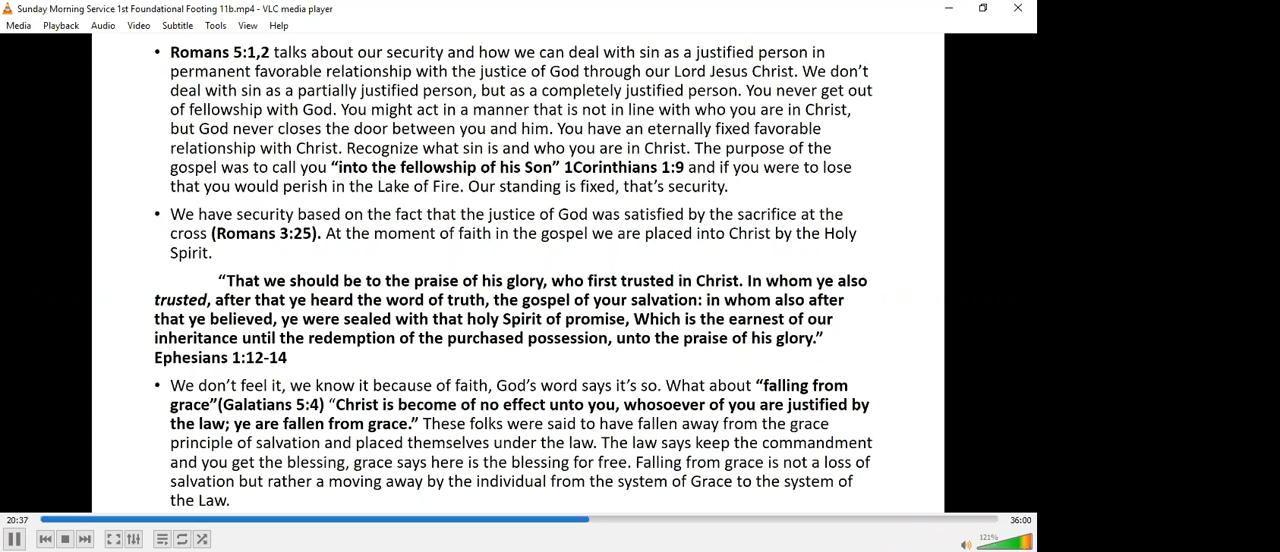 Sunday Morning Service 1st Foundational Footing 11b.mp4 - VLC media player
Media Playback Audio Video Subtitle Tools View Help
• Romans 5:1,2 talks about our security and how we can deal with sin as a justified person in
permanent favorable relationship with the justice of God through our Lord Jesus Christ. We don’t
deal with sin as a partially justified person, but as a completely justified person. You never get out
of fellowship with God. You might act in a manner that is not in line with who you are in Christ,
but God never closes the door between you and him. You have an eternally fixed favorable
relationship with Christ. Recognize what sin is and who you are in Christ. The purpose of the
gospel was to call you “into the fellowship of his Son” 1Corinthians 1:9 and if you were to lose
that you would perish in the Lake of Fire. Our standing is fixed, that’s security.
• We have security based on the fact that the justice of God was satisfied by the sacrifice at the
cross (Romans 3:25). At the moment of faith in the gospel we are placed into Christ by the Holy
Spirit.
“That we should be to the praise of his glory, who first trusted in Christ. In whom ye also
trusted, after that ye heard the word of truth, the gospel of your salvation: in whom also after
that ye believed, ye were sealed with that holy Spirit of promise, Which is the earnest of our
inheritance until the redemption of the purchased possession, unto the praise of his glory.”
Ephesians 1:12-14
• We don’t feel it, we know it because of faith, God’s word says it’s so. What about “falling from
grace”(Galatians 5:4) “Christ is become of no effect unto you, whosoever of you are justified by
the law; ye are fallen from grace.” These folks were said to have fallen away from the grace
principle of salvation and placed themselves under the law. The law says keep the commandment
and you get the blessing, grace says here is the blessing for free. Falling from grace is not a loss of
salvation but rather a moving away by the individual from the system of Grace to the system of
the Law.
20:37 36:00
121%